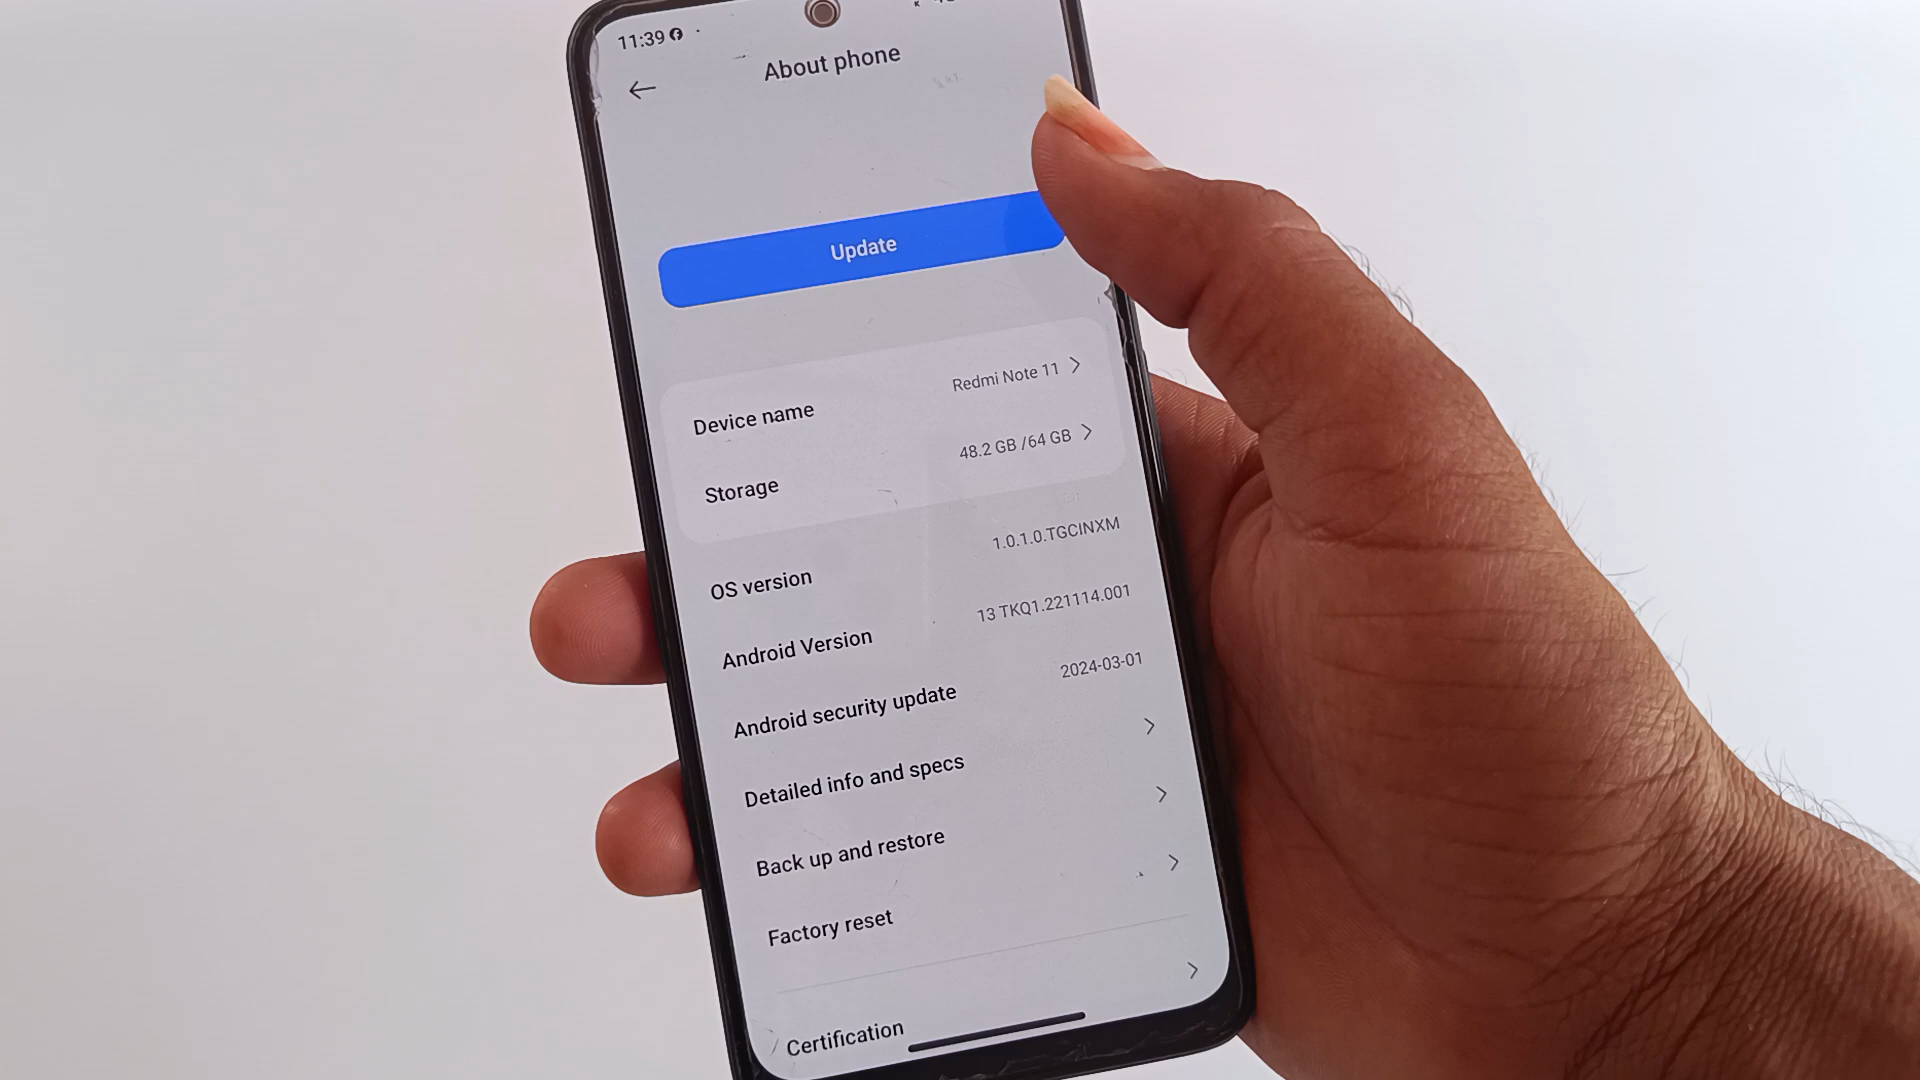 11:39
About phone
Update
Device name
Redmi Note 11
Storage
48.2 GB /64 GB
OS version
1.0.1.0.TGCINXM
Android Version
13 TKQ1.221114.001
Android security update
2024-03-01
Detailed info and specs
Back up and restore
Factory reset
Certification